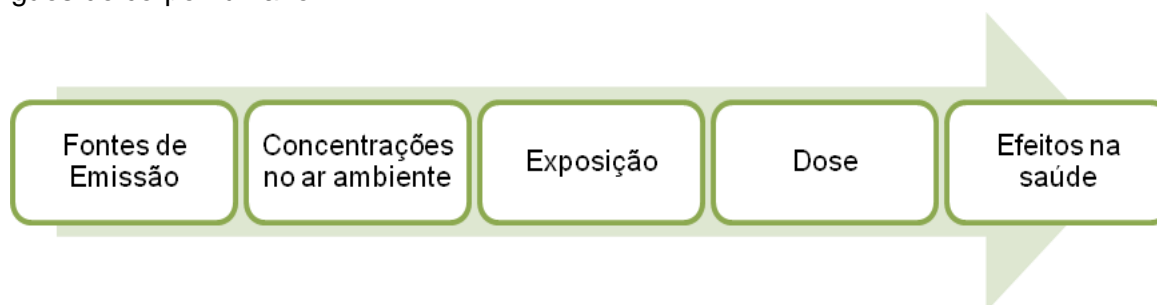 Fontes de
Emissão
Concentrações
no ar ambiente
Exposição
Dose
Efeitos na
saúde